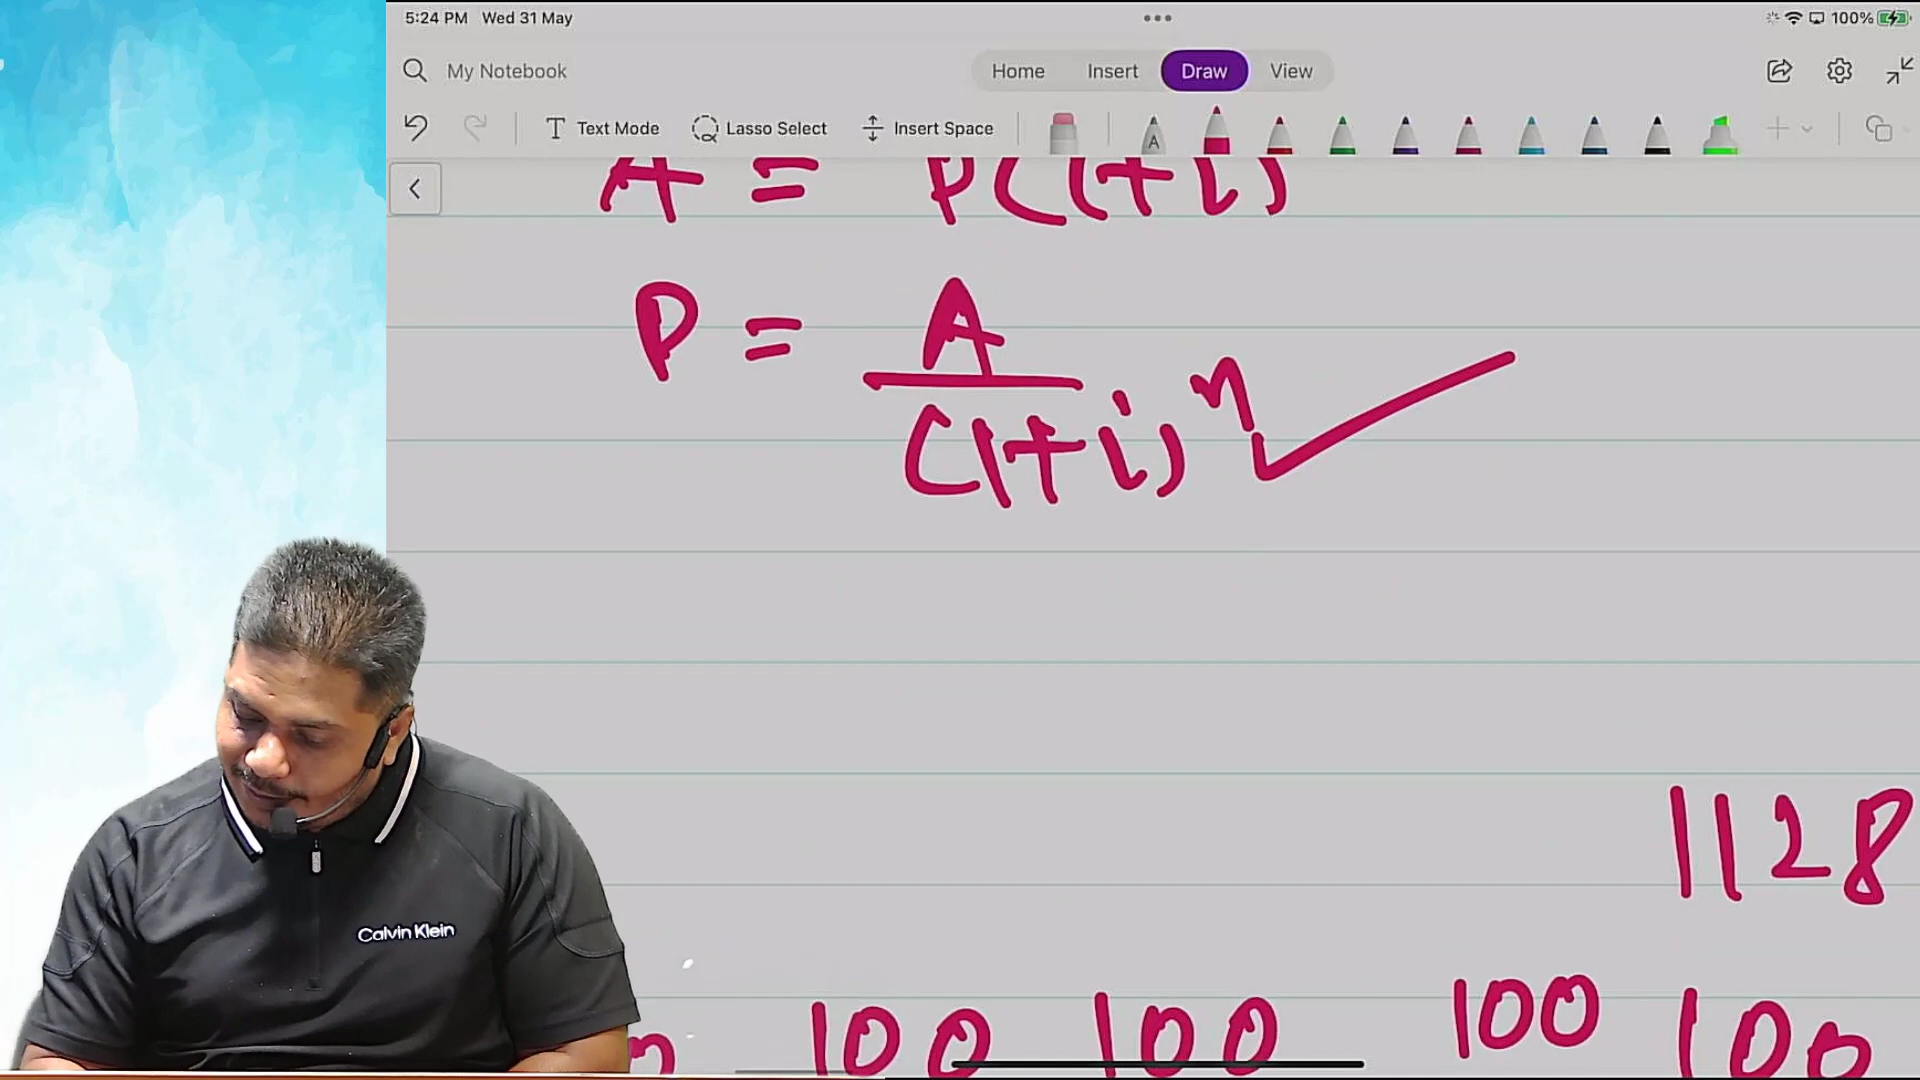 5:24 PM Wed 31 May
100%
My Notebook
Home Insert Draw View
Text Mode Lasso Select Insert Space
A
A = P(1+i)
P = A
(1+i)n
1128
100 100 100 100
Calvin Klein